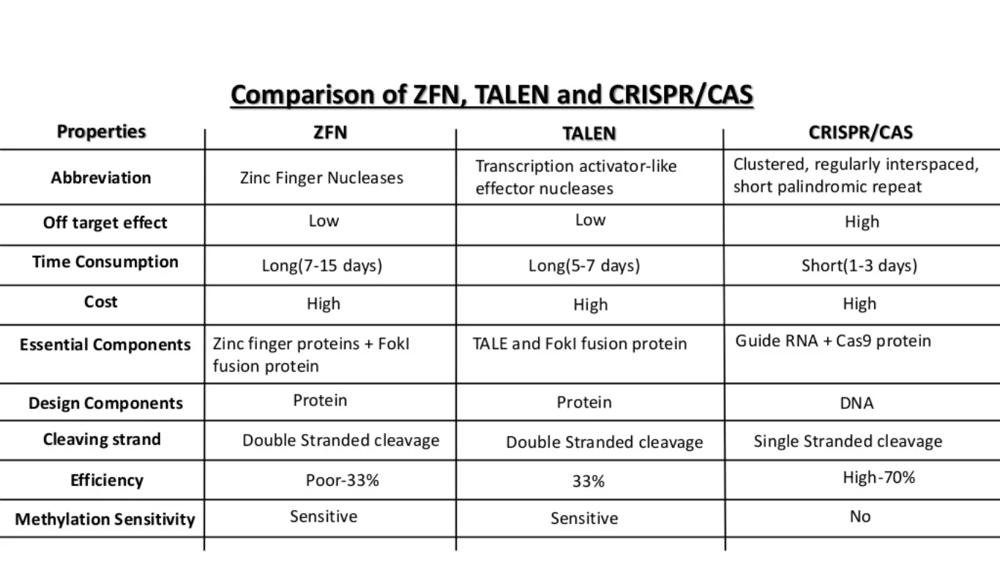 Comparison of ZFN, TALEN and CRISPR/CAS
Properties ZFN TALEN CRISPR/CAS
Abbreviation Zinc Finger Nucleases Transcription activator-like effector nucleases Clustered, regularly interspaced, short palindromic repeat
Off target effect Low Low High
Time Consumption Long(7-15 days) Long(5-7 days) Short(1-3 days)
Cost High High High
Essential Components Zinc finger proteins + FokI fusion protein TALE and FokI fusion protein Guide RNA + Cas9 protein
Design Components Protein Protein DNA
Cleaving strand Double Stranded cleavage Double Stranded cleavage Single Stranded cleavage
Efficiency Poor-33% 33% High-70%
Methylation Sensitivity Sensitive Sensitive No